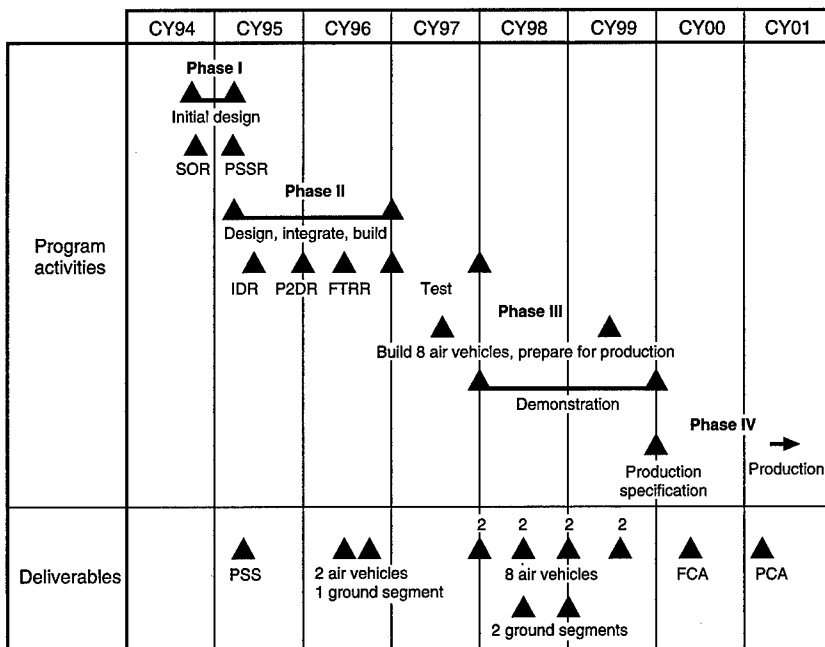 CY94 CY95 CY96 CY97 CY98 CY99 CY00 CY01
Phase I
Initial design
SOR PSSR
Phase II
Design, integrate, build
Program
activities
IDR P2DR FTRR Test
Phase III
Build 8 air vehicles, prepare for production
Demonstration
Phase IV
Production
specification
Production
2 2 2 2
Deliverables
PSS
2 air vehicles
1 ground segment
8 air vehicles
FCA
PCA
2 ground segments